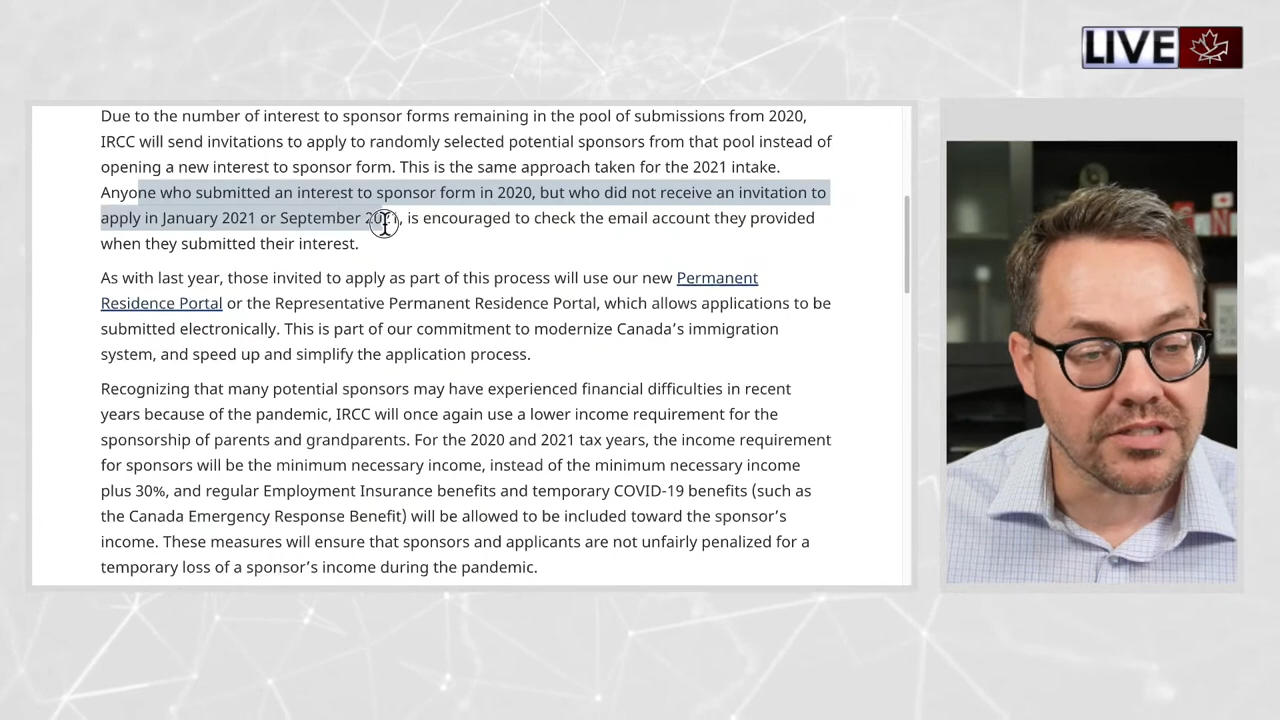 LIVE
Due to the number of interest to sponsor forms remaining in the pool of submissions from 2020,
IRCC will send invitations to apply to randomly selected potential sponsors from that pool instead of
opening a new interest to sponsor form. This is the same approach taken for the 2021 intake.
Anyone who submitted an interest to sponsor form in 2020, but who did not receive an invitation to
apply in January 2021 or September 2021, is encouraged to check the email account they provided
when they submitted their interest.
As with last year, those invited to apply as part of this process will use our new Permanent
Residence Portal or the Representative Permanent Residence Portal, which allows applications to be
submitted electronically. This is part of our commitment to modernize Canada’s immigration
system, and speed up and simplify the application process.
Recognizing that many potential sponsors may have experienced financial difficulties in recent
years because of the pandemic, IRCC will once again use a lower income requirement for the
sponsorship of parents and grandparents. For the 2020 and 2021 tax years, the income requirement
for sponsors will be the minimum necessary income, instead of the minimum necessary income
plus 30%, and regular Employment Insurance benefits and temporary COVID-19 benefits (such as
the Canada Emergency Response Benefit) will be allowed to be included toward the sponsor’s
income. These measures will ensure that sponsors and applicants are not unfairly penalized for a
temporary loss of a sponsor’s income during the pandemic.